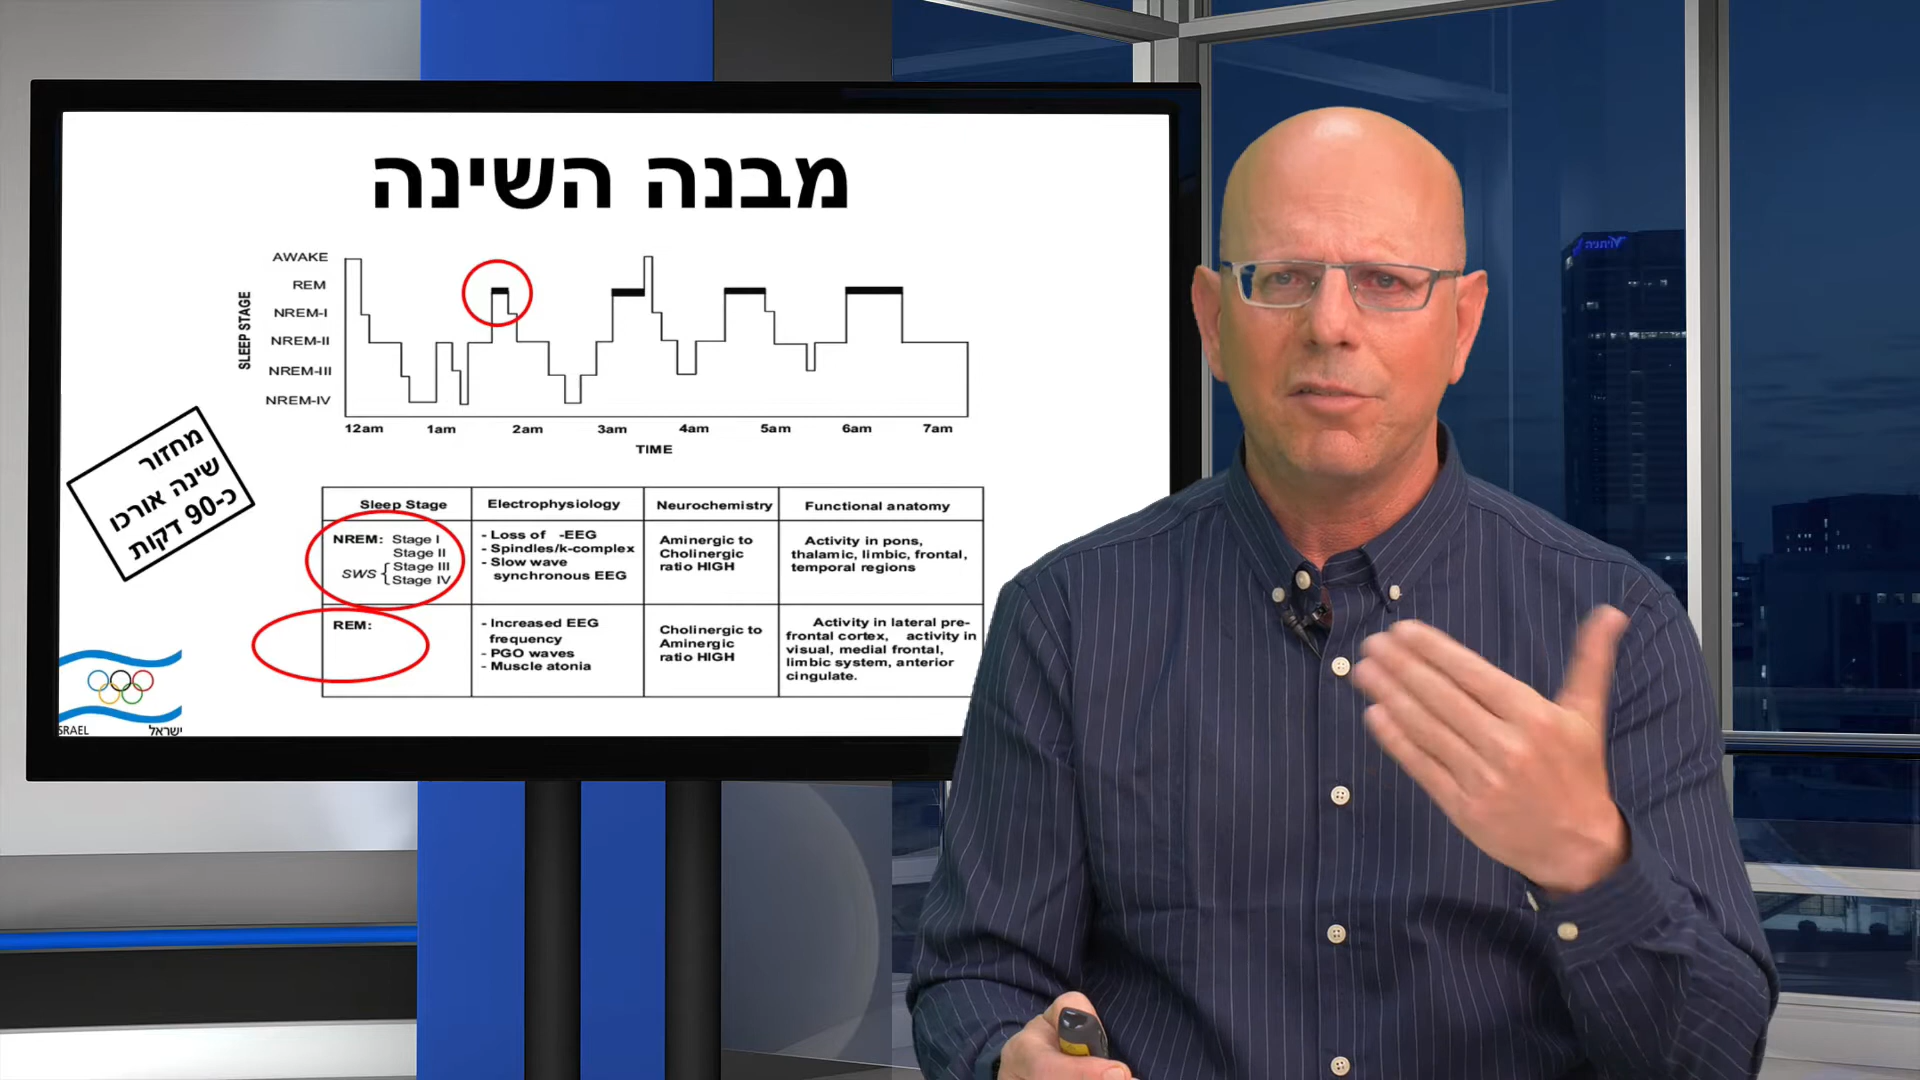 מבנה השינה
AWAKE
REM
NREM-I
NREM-II
NREM-III
NREM-IV
SLEEP STAGE
12am 1am 2am 3am 4am 5am 6am 7am
TIME
מחזור
שינה אורכו
כ-90 דקות
Sleep Stage
Electrophysiology
Neurochemistry
Functional anatomy
NREM: Stage I
Stage II
SWS { Stage III
Stage IV
- Loss of -EEG
- Spindles/k-complex
- Slow wave
synchronous EEG
Aminergic to
Cholinergic
ratio HIGH
Activity in pons,
thalamic, limbic, frontal,
temporal regions
REM:
- Increased EEG
frequency
- PGO waves
- Muscle atonia
Cholinergic to
Aminergic
ratio HIGH
Activity in lateral pre-
frontal cortex, activity in
visual, medial frontal,
limbic system, anterior
cingulate.
SRAEL ישראל